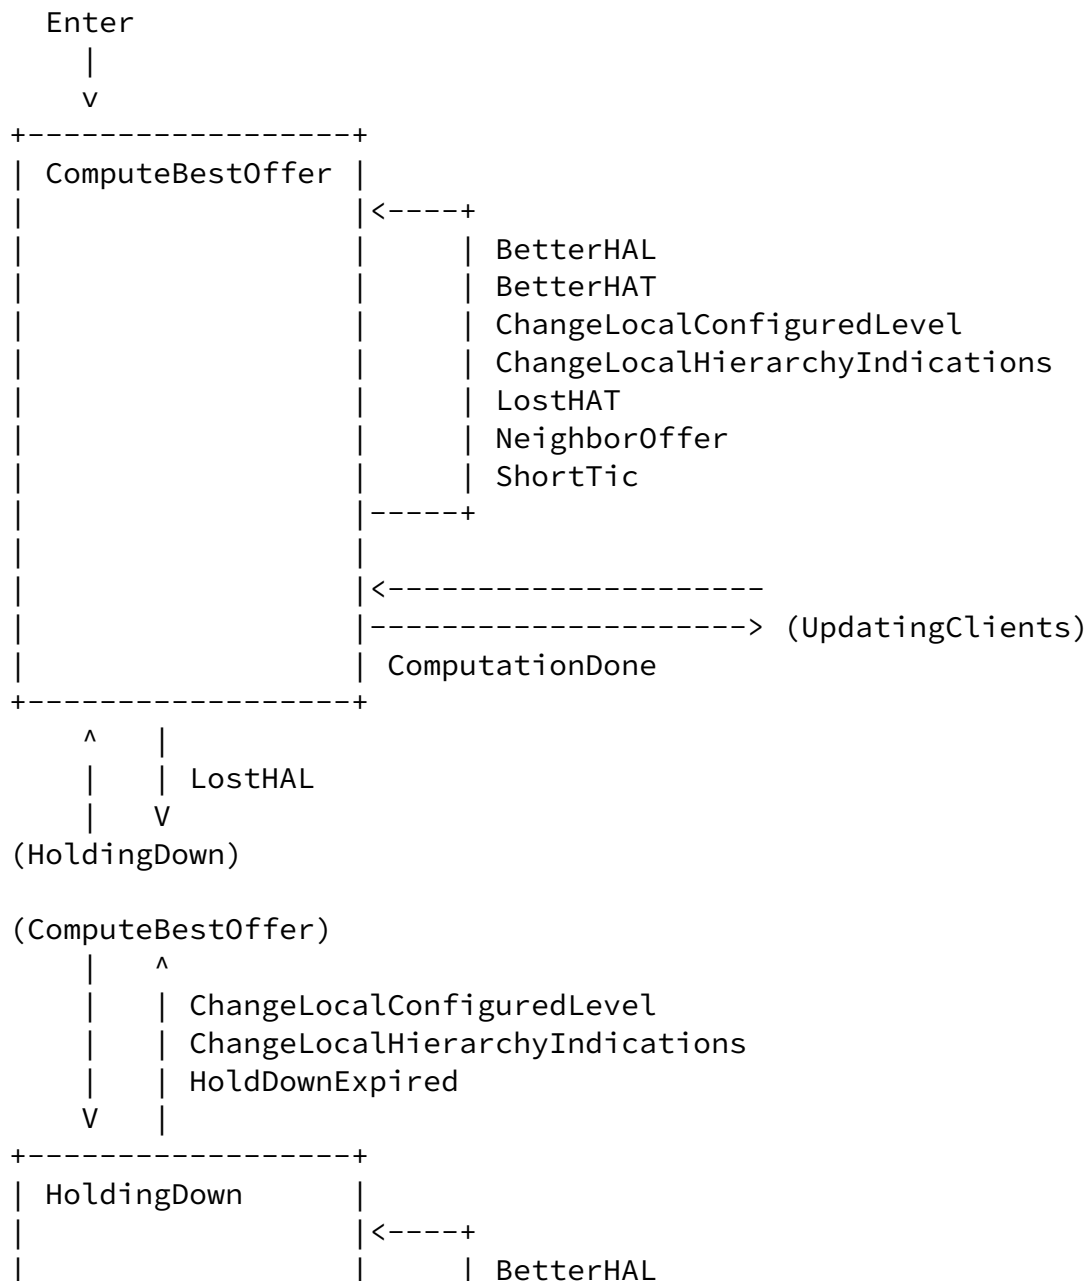 Enter
|
v
+------------------+
| ComputeBestOffer |
|                  |<----+
|                  |     | BetterHAL
|                  |     | BetterHAT
|                  |     | ChangeLocalConfiguredLevel
|                  |     | ChangeLocalHierarchyIndications
|                  |     | LostHAT
|                  |     | NeighborOffer
|                  |     | ShortTic
|                  |-----+
|                  |
|                  |<---------------------
|                  |---------------------> (UpdatingClients)
|                  | ComputationDone
+------------------+
    ^   |
    |   | LostHAL
    |   V
(HoldingDown)

(ComputeBestOffer)
    |   ^
    |   | ChangeLocalConfiguredLevel
    |   | ChangeLocalHierarchyIndications
    |   | HoldDownExpired
    V   |
+------------------+
| HoldingDown      |
|                  |<----+
|                  |     | BetterHAL